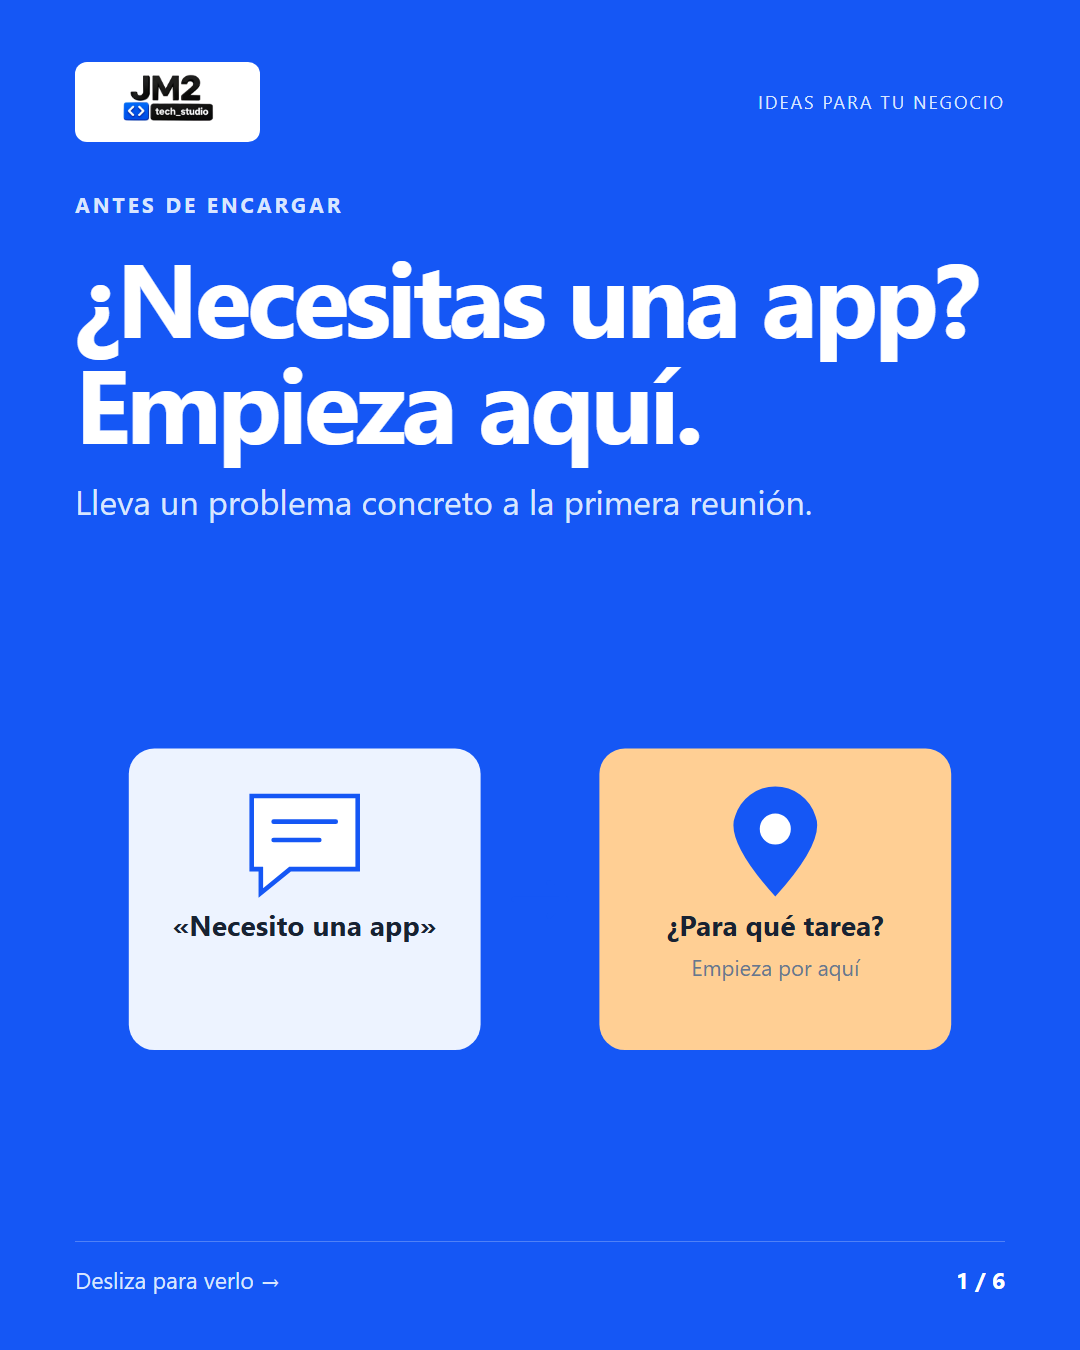 JM2
<> tech_studio
IDEAS PARA TU NEGOCIO
ANTES DE ENCARGAR
¿Necesitas una app?
Empieza aquí.
Lleva un problema concreto a la primera reunión.
«Necesito una app»
¿Para qué tarea?
Empieza por aquí
Desliza para verlo →
1 / 6